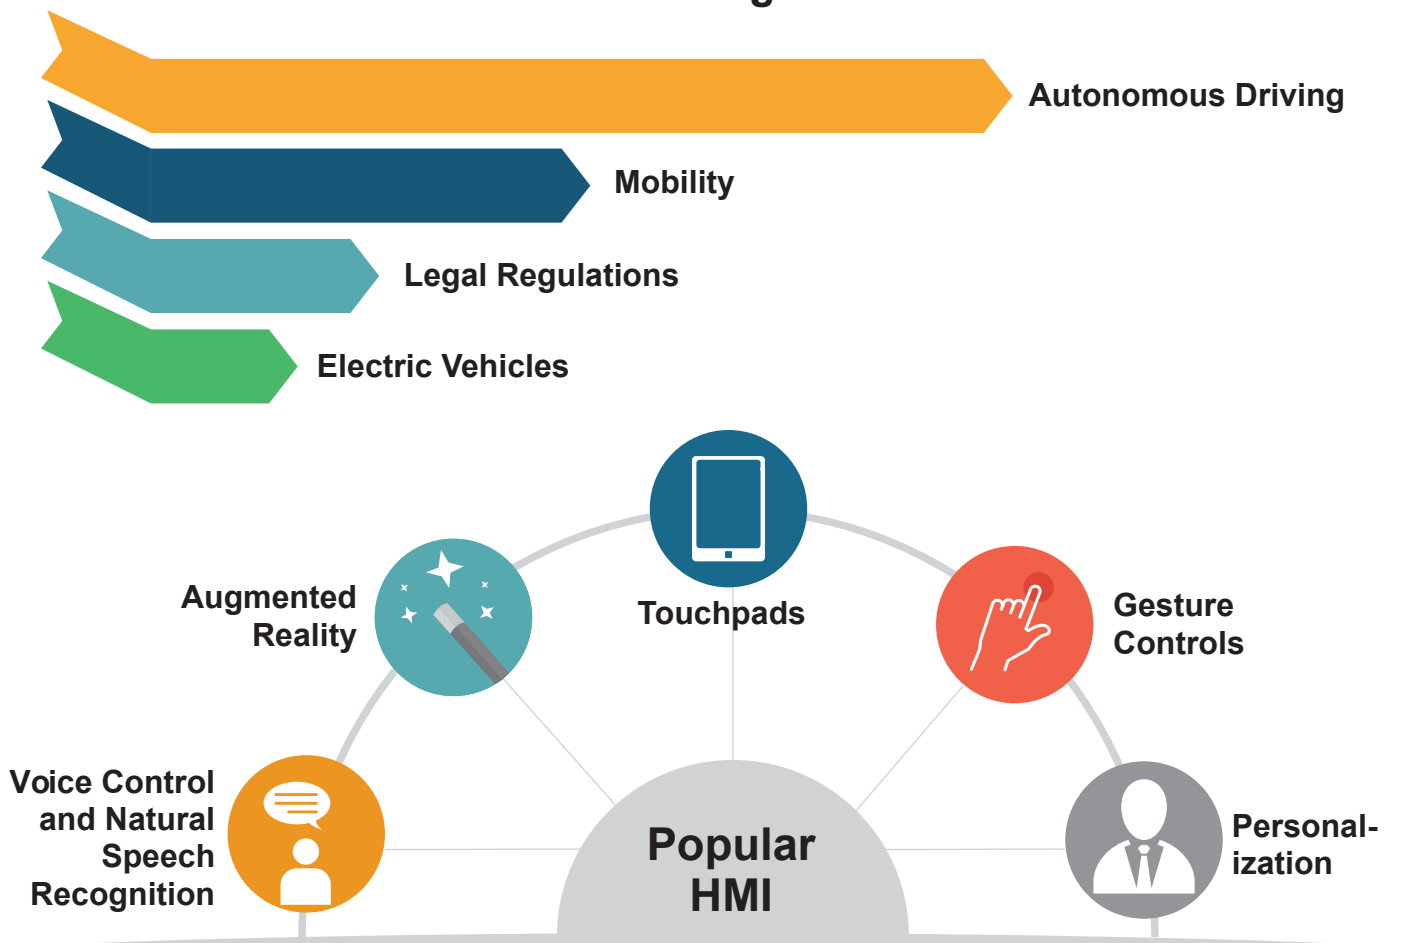 Autonomous Driving
Mobility
Legal Regulations
Electric Vehicles
Touchpads
Augmented
Reality
Gesture
Controls
Voice Control
and Natural
Speech
Recognition
Popular
HMI
Personal-
ization